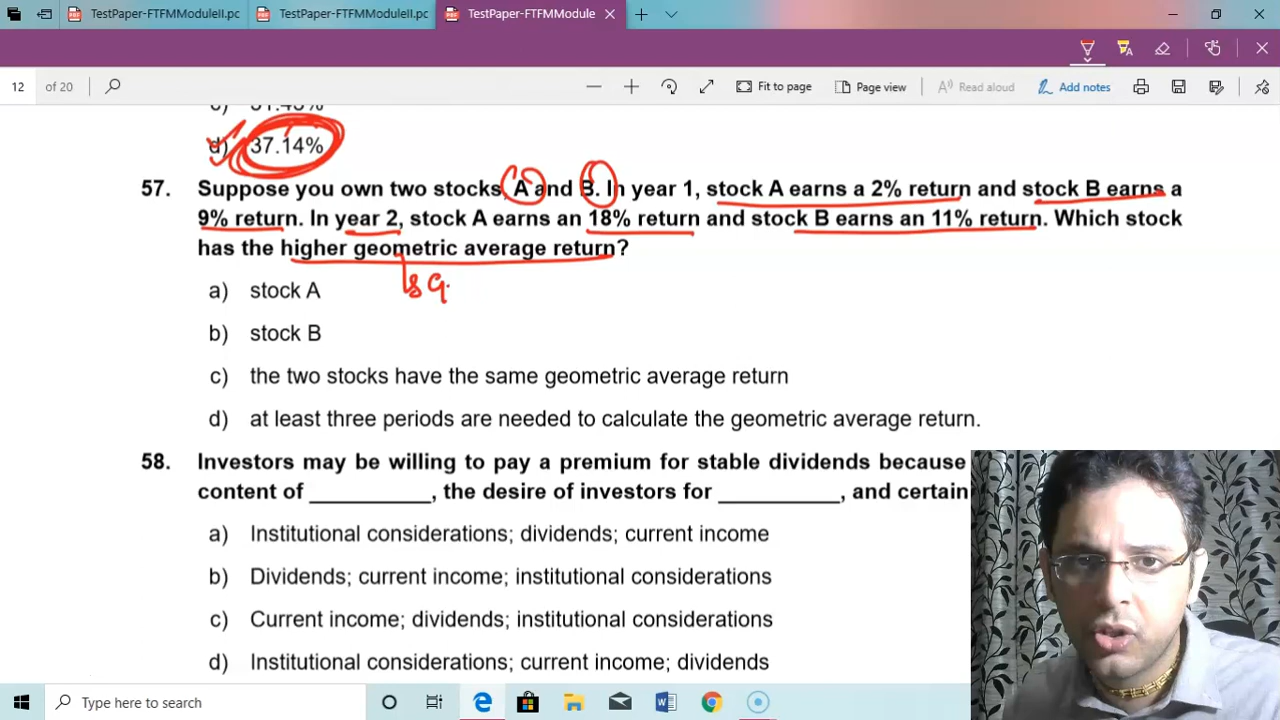 TestPaper-FTFMModuleII.pc
TestPaper-FTFMModuleII.pc
TestPaper-FTFMModule
12 of 20
Fit to page
Page view
Read aloud
Add notes
d) 37.14%
57. Suppose you own two stocks, A and B. In year 1, stock A earns a 2% return and stock B earns a
9% return. In year 2, stock A earns an 18% return and stock B earns an 11% return. Which stock
has the higher geometric average return?
a) stock A
b) stock B
c) the two stocks have the same geometric average return
d) at least three periods are needed to calculate the geometric average return.
58. Investors may be willing to pay a premium for stable dividends because
content of __________, the desire of investors for __________, and certain
a) Institutional considerations; dividends; current income
b) Dividends; current income; institutional considerations
c) Current income; dividends; institutional considerations
d) Institutional considerations; current income; dividends
Type here to search